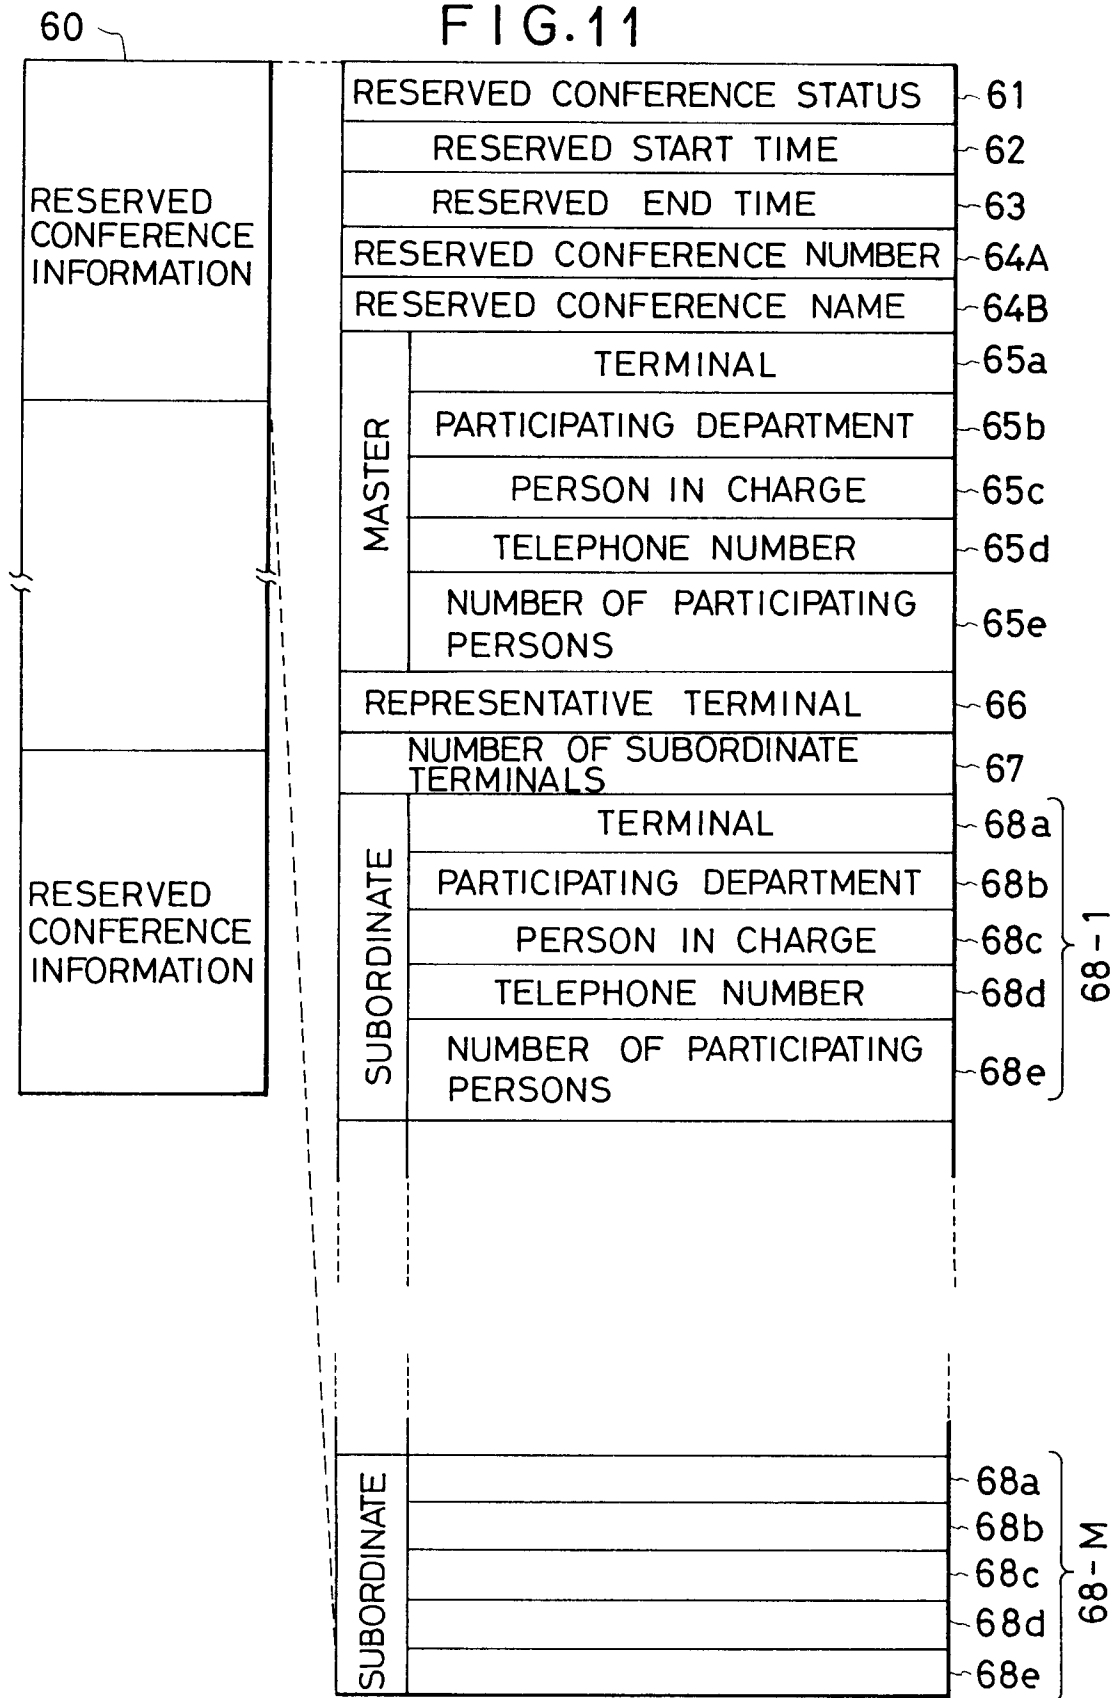 FIG.11
60
RESERVED
CONFERENCE
INFORMATION
RESERVED
CONFERENCE
INFORMATION
RESERVED CONFERENCE STATUS 61
RESERVED START TIME 62
RESERVED END TIME 63
RESERVED CONFERENCE NUMBER 64A
RESERVED CONFERENCE NAME 64B
MASTER
TERMINAL 65a
PARTICIPATING DEPARTMENT 65b
PERSON IN CHARGE 65c
TELEPHONE NUMBER 65d
NUMBER OF PARTICIPATING
PERSONS 65e
REPRESENTATIVE TERMINAL 66
NUMBER OF SUBORDINATE
TERMINALS 67
SUBORDINATE
TERMINAL 68a
PARTICIPATING DEPARTMENT 68b
PERSON IN CHARGE 68c
TELEPHONE NUMBER 68d
NUMBER OF PARTICIPATING
PERSONS 68e
68-1
SUBORDINATE
68a
68b
68c
68d
68e
68-M